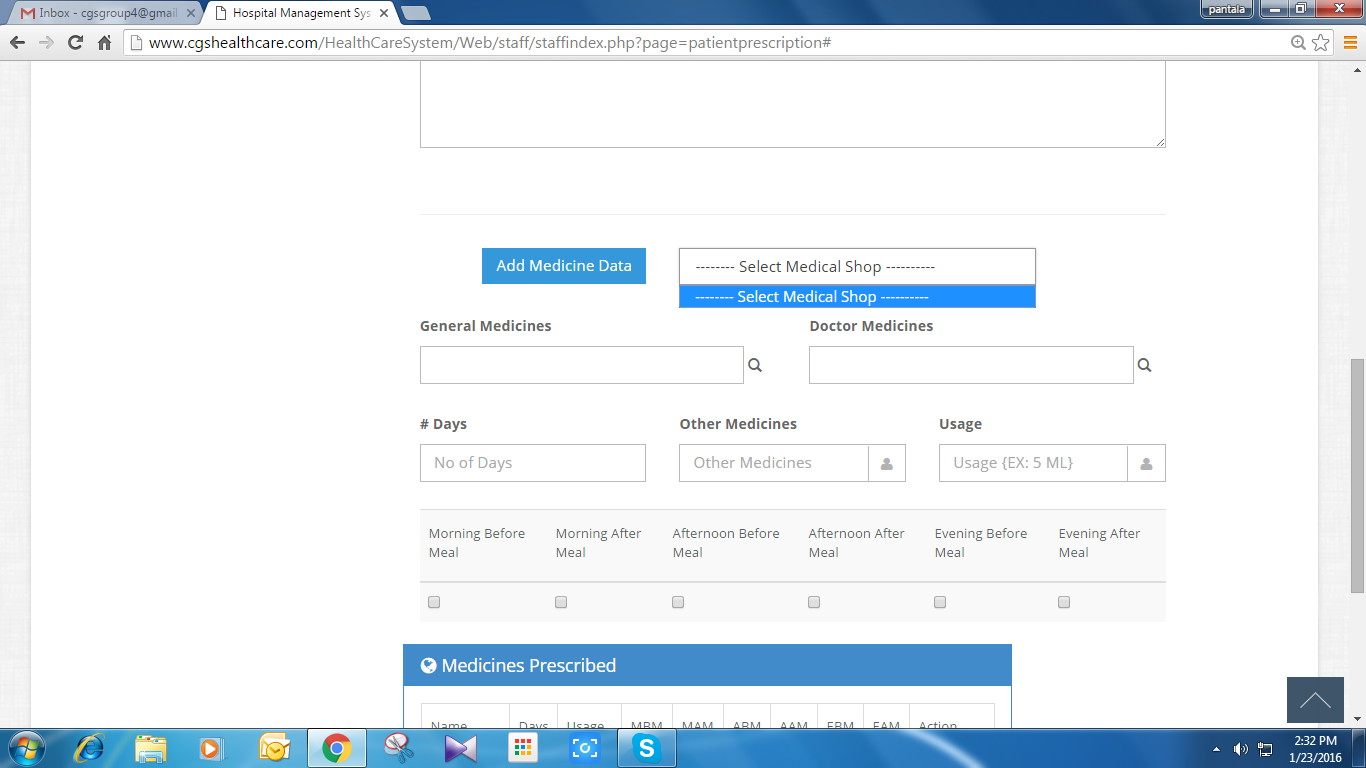 Inbox - cgsgroup4@gmail
Hospital Management Sys
pantala
www.cgshealthcare.com/HealthCareSystem/Web/staff/staffindex.php?page=patientprescription#
Add Medicine Data
-------- Select Medical Shop ----------
-------- Select Medical Shop ----------
General Medicines
Doctor Medicines
# Days
Other Medicines
Usage
No of Days
Other Medicines
Usage {EX: 5 ML}
Morning Before Meal
Morning After Meal
Afternoon Before Meal
Afternoon After Meal
Evening Before Meal
Evening After Meal
Medicines Prescribed
Name Days Usage MBM MAM ABM AAM EBM EAM Action
2:32 PM
1/23/2016